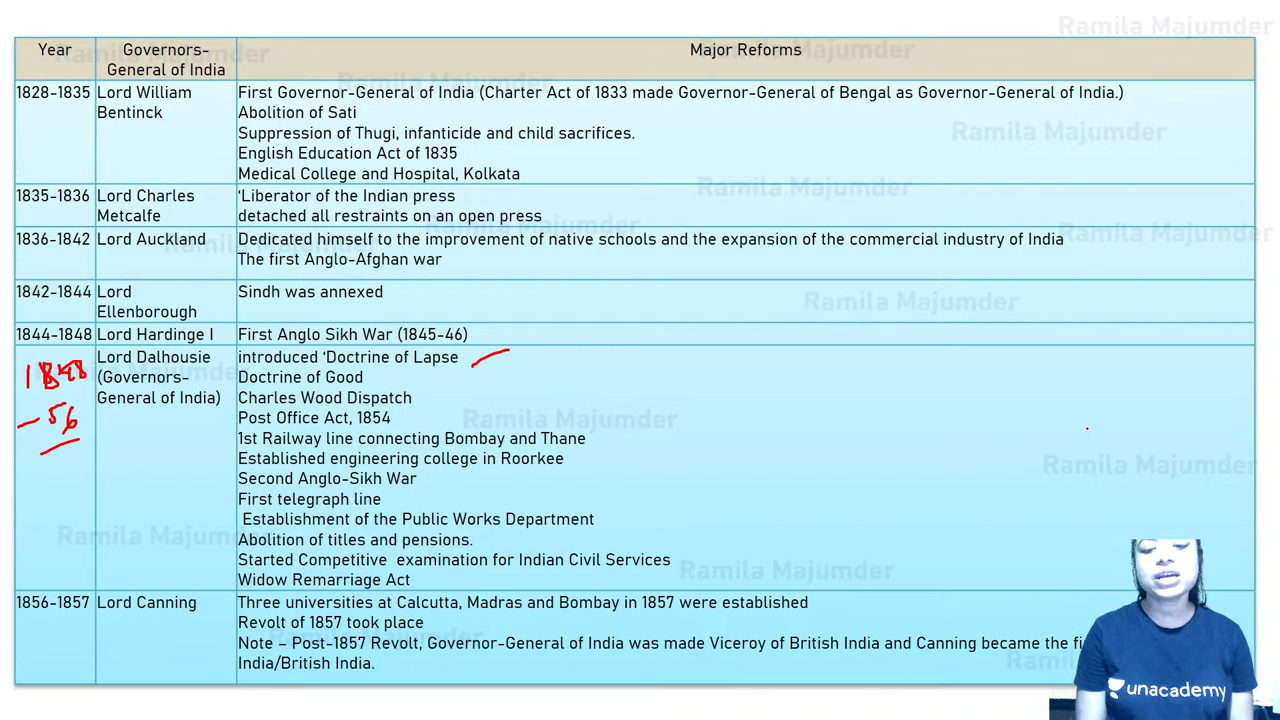 Ramila Majumder
Year Governors-General of India Major Reforms
1828-1835 Lord William Bentinck First Governor-General of India (Charter Act of 1833 made Governor-General of Bengal as Governor-General of India.)
Abolition of Sati
Suppression of Thugi, infanticide and child sacrifices.
English Education Act of 1835
Medical College and Hospital, Kolkata
1835-1836 Lord Charles Metcalfe 'Liberator of the Indian press
detached all restraints on an open press
1836-1842 Lord Auckland Dedicated himself to the improvement of native schools and the expansion of the commercial industry of India
The first Anglo-Afghan war
1842-1844 Lord Ellenborough Sindh was annexed
1844-1848 Lord Hardinge I First Anglo Sikh War (1845-46)
1848
- 56
Lord Dalhousie (Governors-General of India) introduced 'Doctrine of Lapse
Doctrine of Good
Charles Wood Dispatch
Post Office Act, 1854
1st Railway line connecting Bombay and Thane
Established engineering college in Roorkee
Second Anglo-Sikh War
First telegraph line
Establishment of the Public Works Department
Abolition of titles and pensions.
Started Competitive examination for Indian Civil Services
Widow Remarriage Act
1856-1857 Lord Canning Three universities at Calcutta, Madras and Bombay in 1857 were established
Revolt of 1857 took place
Note – Post-1857 Revolt, Governor-General of India was made Viceroy of British India and Canning became the
India/British India.
unacademy